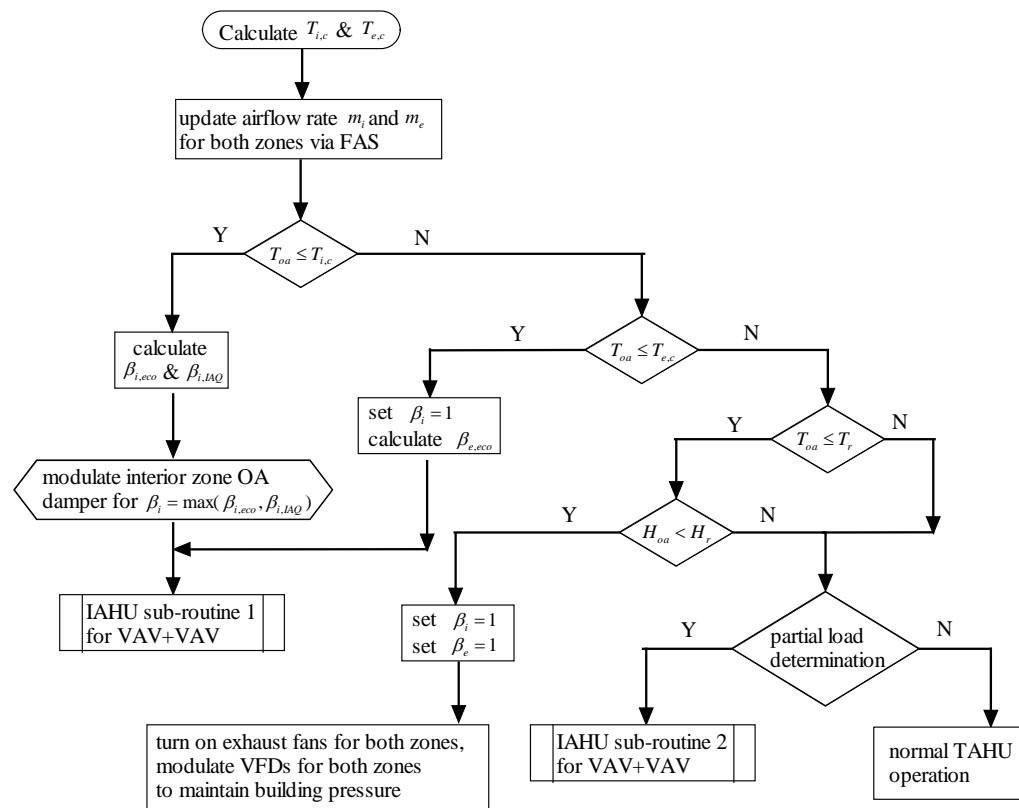 Calculate T_{i,c} & T_{e,c}
update airflow rate m_i and m_e
for both zones via FAS
Y
N
T_{oa} ≤ T_{i,c}
Y
N
calculate
β_{i,eco} & β_{i,IAQ}
T_{oa} ≤ T_{e,c}
set β_i = 1
calculate β_{e,eco}
Y
N
T_{oa} ≤ T_r
modulate interior zone OA
damper for β_i = max(β_{i,eco}, β_{i,IAQ})
Y
N
H_{oa} < H_r
IAHU sub-routine 1
for VAV+VAV
set β_i = 1
set β_e = 1
Y
N
partial load
determination
turn on exhaust fans for both zones,
modulate VFDs for both zones
to maintain building pressure
IAHU sub-routine 2
for VAV+VAV
normal TAHU
operation